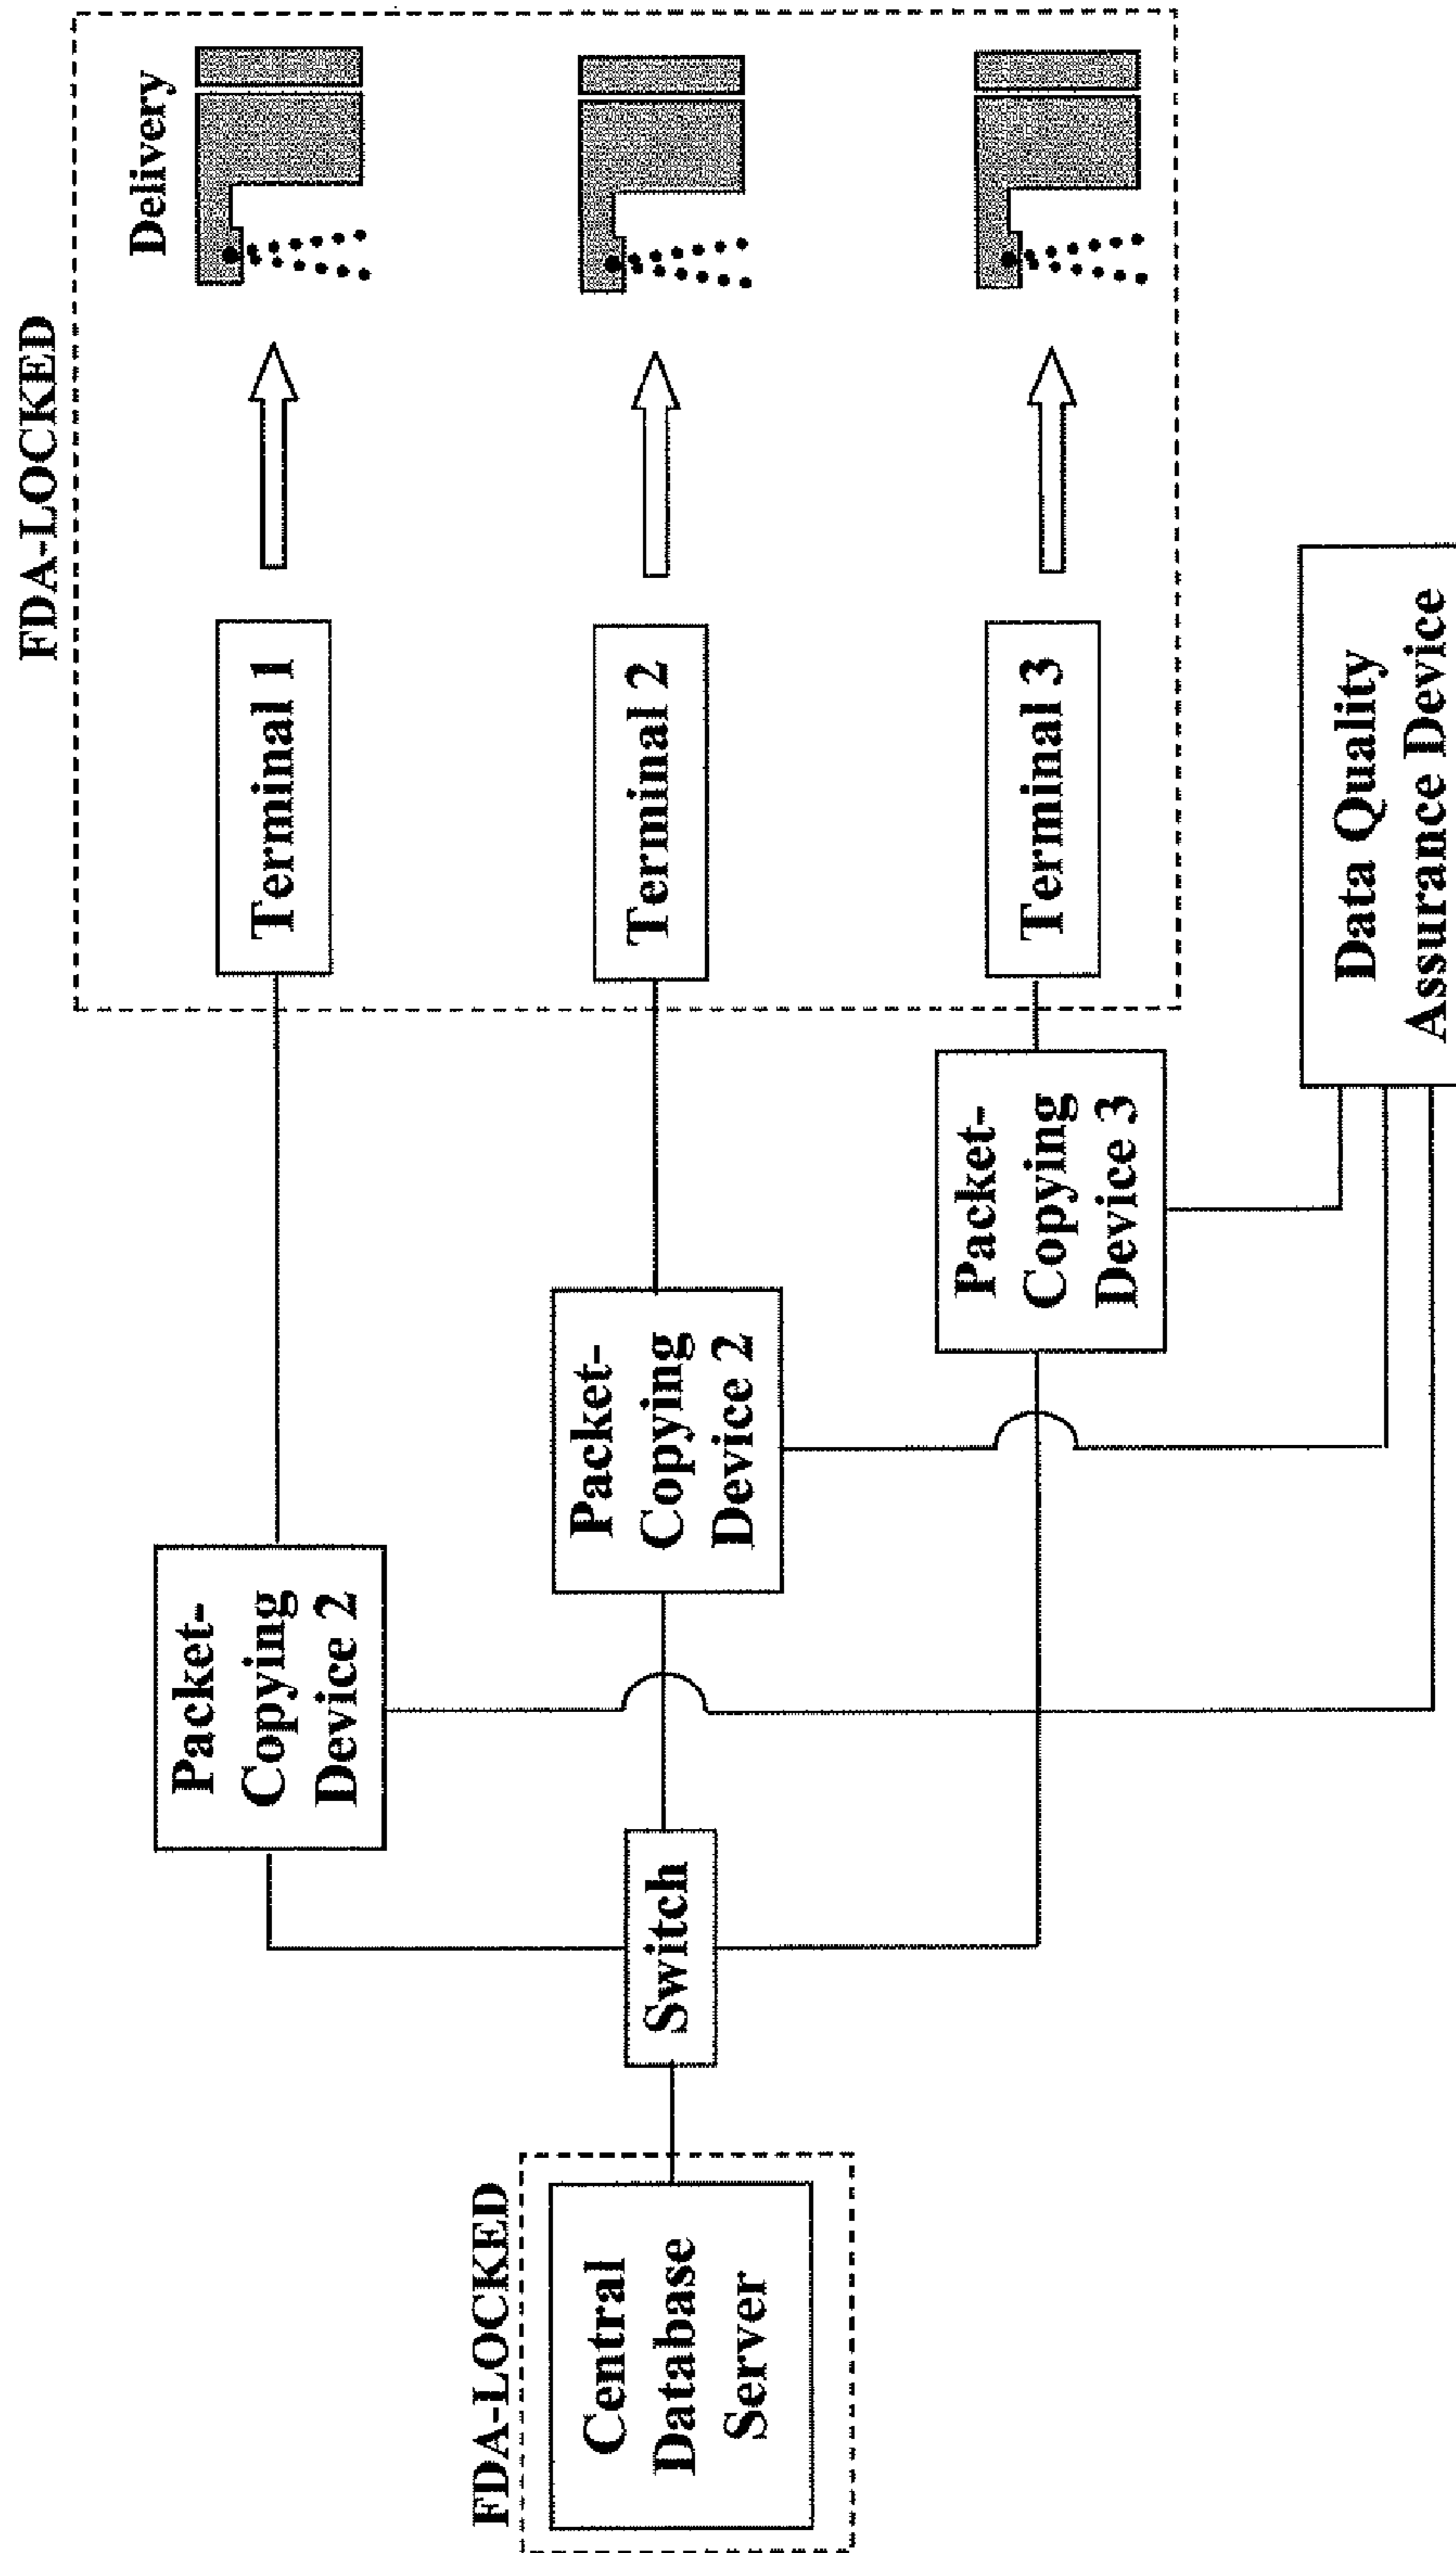 FDA-LOCKED
Delivery
Terminal 1
Terminal 2
Terminal 3
Packet-
Copying
Device 2
Packet-
Copying
Device 2
Packet-
Copying
Device 3
Switch
FDA-LOCKED
Central
Database
Server
Data Quality
Assurance Device